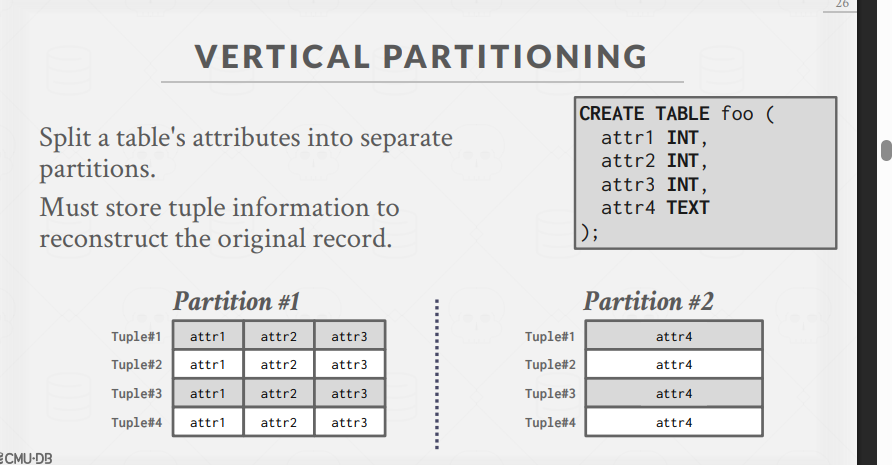 26
VERTICAL PARTITIONING
Split a table's attributes into separate
partitions.
Must store tuple information to
reconstruct the original record.
CREATE TABLE foo (
attr1 INT,
attr2 INT,
attr3 INT,
attr4 TEXT
);
Partition #1
Tuple#1 attr1 attr2 attr3
Tuple#2 attr1 attr2 attr3
Tuple#3 attr1 attr2 attr3
Tuple#4 attr1 attr2 attr3
Partition #2
Tuple#1 attr4
Tuple#2 attr4
Tuple#3 attr4
Tuple#4 attr4
CMU·DB